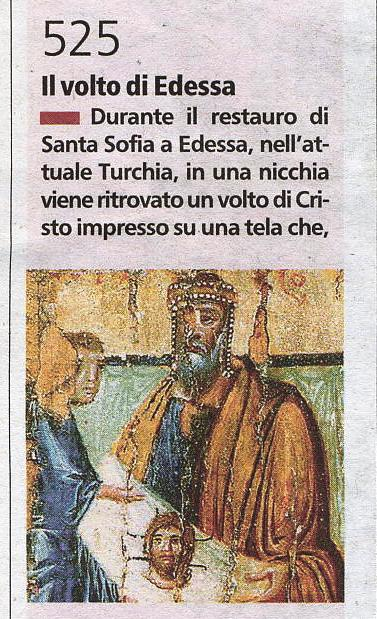 525
Il volto di Edessa
Durante il restauro di
Santa Sofia a Edessa, nell'at-
tuale Turchia, in una nicchia
viene ritrovato un volto di Cri-
sto impresso su una tela che,